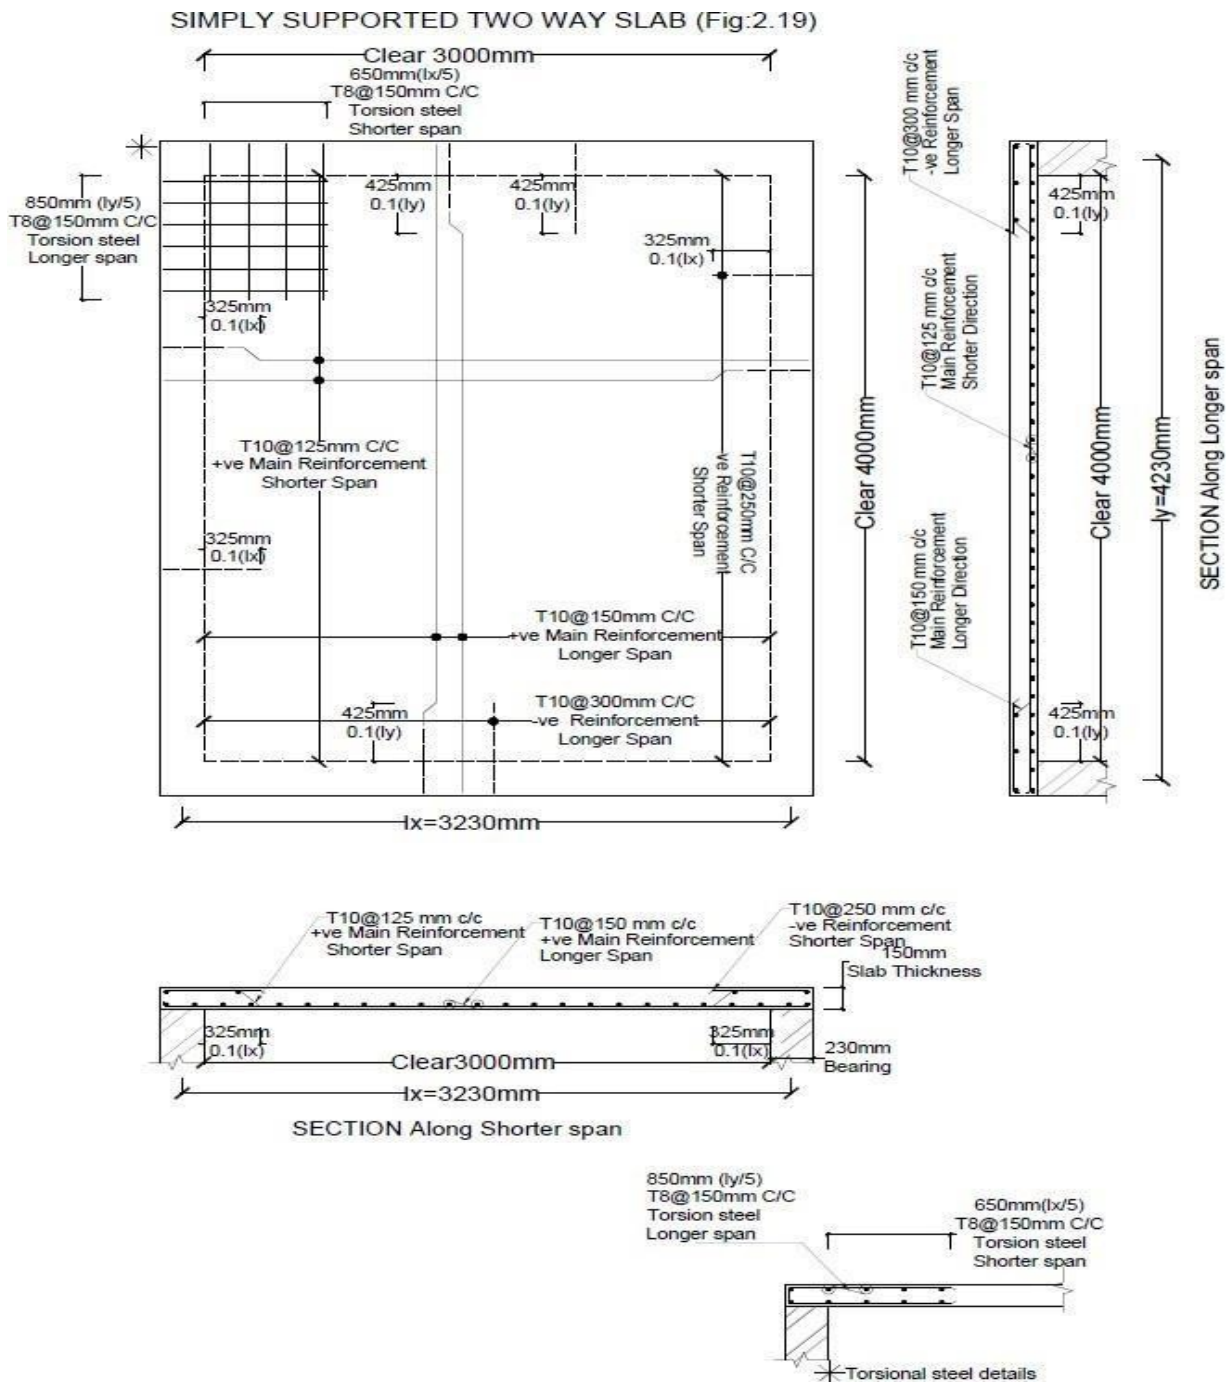 SIMPLY SUPPORTED TWO WAY SLAB (Fig:2.19)
Clear 3000mm
650mm(lx/5)
T8@150mm C/C
Torsion steel
Shorter span
850mm (ly/5)
T8@150mm C/C
Torsion steel
Longer span
425mm
0.1(ly)
425mm
0.1(ly)
325mm
0.1(lx)
325mm
0.1(lx)
T10@125mm C/C
+ve Main Reinforcement
Shorter Span
T10@250mm C/C
-ve Reinforcement
Shorter Span
325mm
0.1(lx)
T10@150mm C/C
+ve Main Reinforcement
Longer Span
T10@300mm C/C
-ve Reinforcement
Longer Span
425mm
0.1(ly)
lx=3230mm
Clear 4000mm
T10@300 mm c/c
-ve Reinforcement
Longer Span
425mm
0.1(ly)
T10@125 mm c/c
Main Reinforcement
Shorter Direction
T10@150 mm c/c
Main Reinforcement
Longer Direction
425mm
0.1(ly)
Clear 4000mm
ly=4230mm
SECTION Along Longer span
T10@125 mm c/c
+ve Main Reinforcement
Shorter Span
T10@150 mm c/c
+ve Main Reinforcement
Longer Span
T10@250 mm c/c
-ve Reinforcement
Shorter Span
150mm
Slab Thickness
325mm
0.1(lx)
325mm
0.1(lx)
230mm
Bearing
Clear3000mm
lx=3230mm
SECTION Along Shorter span
850mm (ly/5)
T8@150mm C/C
Torsion steel
Longer span
650mm(lx/5)
T8@150mm C/C
Torsion steel
Shorter span
Torsional steel details